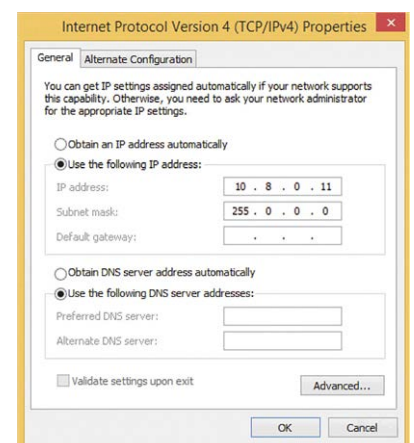 Internet Protocol Version 4 (TCP/IPv4) Properties
General
Alternate Configuration
You can get IP settings assigned automatically if your network supports
this capability. Otherwise, you need to ask your network administrator
for the appropriate IP settings.
Obtain an IP address automatically
Use the following IP address:
IP address: 10 . 8 . 0 . 11
Subnet mask: 255 . 0 . 0 . 0
Default gateway: . . .
Obtain DNS server address automatically
Use the following DNS server addresses:
Preferred DNS server:
Alternate DNS server:
Validate settings upon exit
Advanced...
OK
Cancel